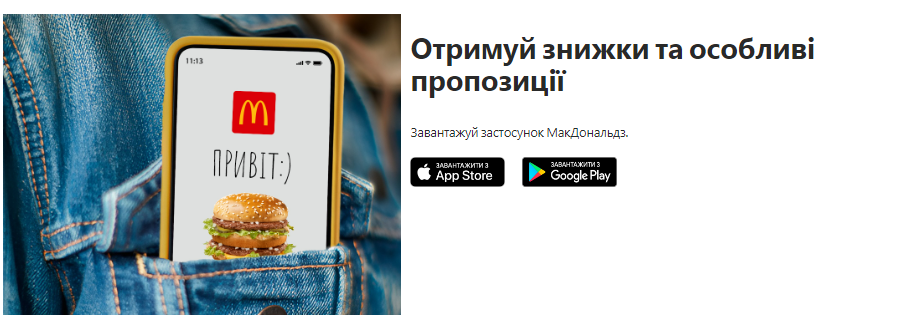 11:13
ПРИВІТ:)
Отримуй знижки та особливі
пропозиції
Завантажуй застосунок МакДональдз.
ЗАВАНТАЖИТИ З
App Store
ЗАВАНТАЖИТИ З
Google Play